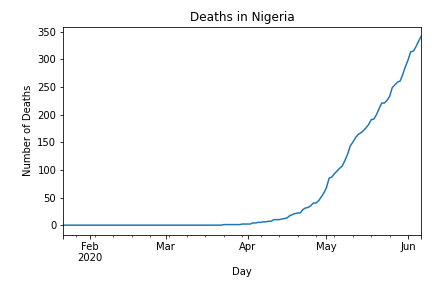 Deaths in Nigeria
Number of Deaths
350
300
250
200
150
100
50
0
Feb
2020
Mar
Apr
May
Jun
Day